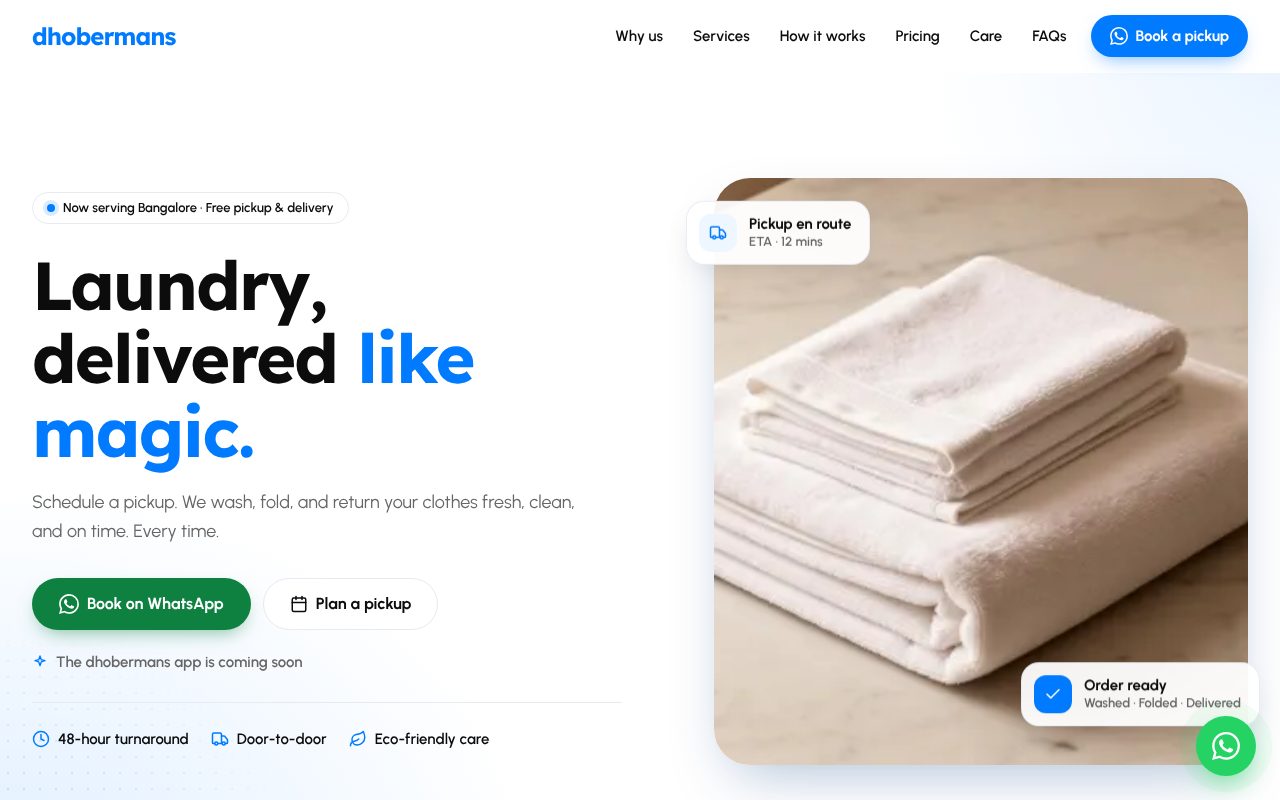 dhobermans
Why us
Services
How it works
Pricing
Care
FAQs
Book a pickup
Now serving Bangalore · Free pickup & delivery
Laundry,
delivered like
magic.
Schedule a pickup. We wash, fold, and return your clothes fresh, clean,
and on time. Every time.
Book on WhatsApp
Plan a pickup
The dhobermans app is coming soon
48-hour turnaround
Door-to-door
Eco-friendly care
Pickup en route
ETA · 12 mins
Order ready
Washed · Folded · Delivered